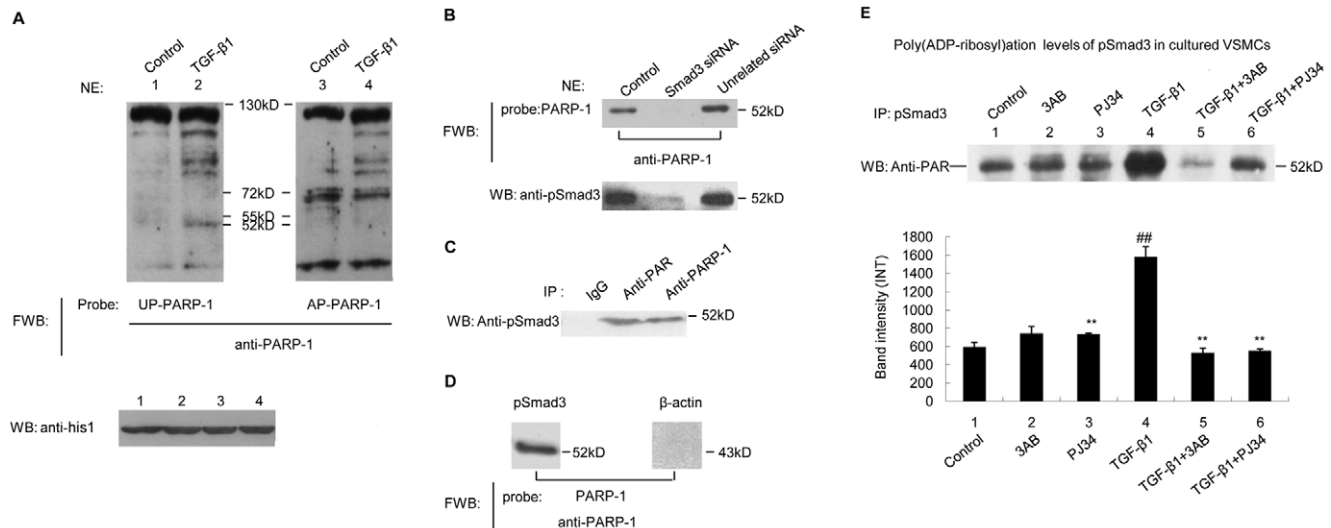 A
Control
TGF-β1
Control
TGF-β1
NE: 1 2 3 4
130kD
72kD
55kD
52kD
FWB: Probe: UP-PARP-1 AP-PARP-1
anti-PARP-1
1 2 3 4
WB: anti-his1
B
NE: Control Smad3 siRNA Unrelated siRNA
FWB: probe:PARP-1 52kD
anti-PARP-1
WB: anti-pSmad3 52kD
C
IP : IgG Anti-PAR Anti-PARP-1
WB: Anti-pSmad3 52kD
D
pSmad3 β-actin
52kD 43kD
FWB: probe: PARP-1
anti-PARP-1
E
Poly(ADP-ribosyl)ation levels of pSmad3 in cultured VSMCs
IP: pSmad3 Control 3AB PJ34 TGF-β1 TGF-β1+3AB TGF-β1+PJ34
1 2 3 4 5 6
WB: Anti-PAR 52kD
Band intensity (INT)
1800
1600
1400
1200
1000
800
600
400
200
0
** ## ** **
1 2 3 4 5 6
Control 3AB PJ34 TGF-β1 TGF-β1+3AB TGF-β1+PJ34